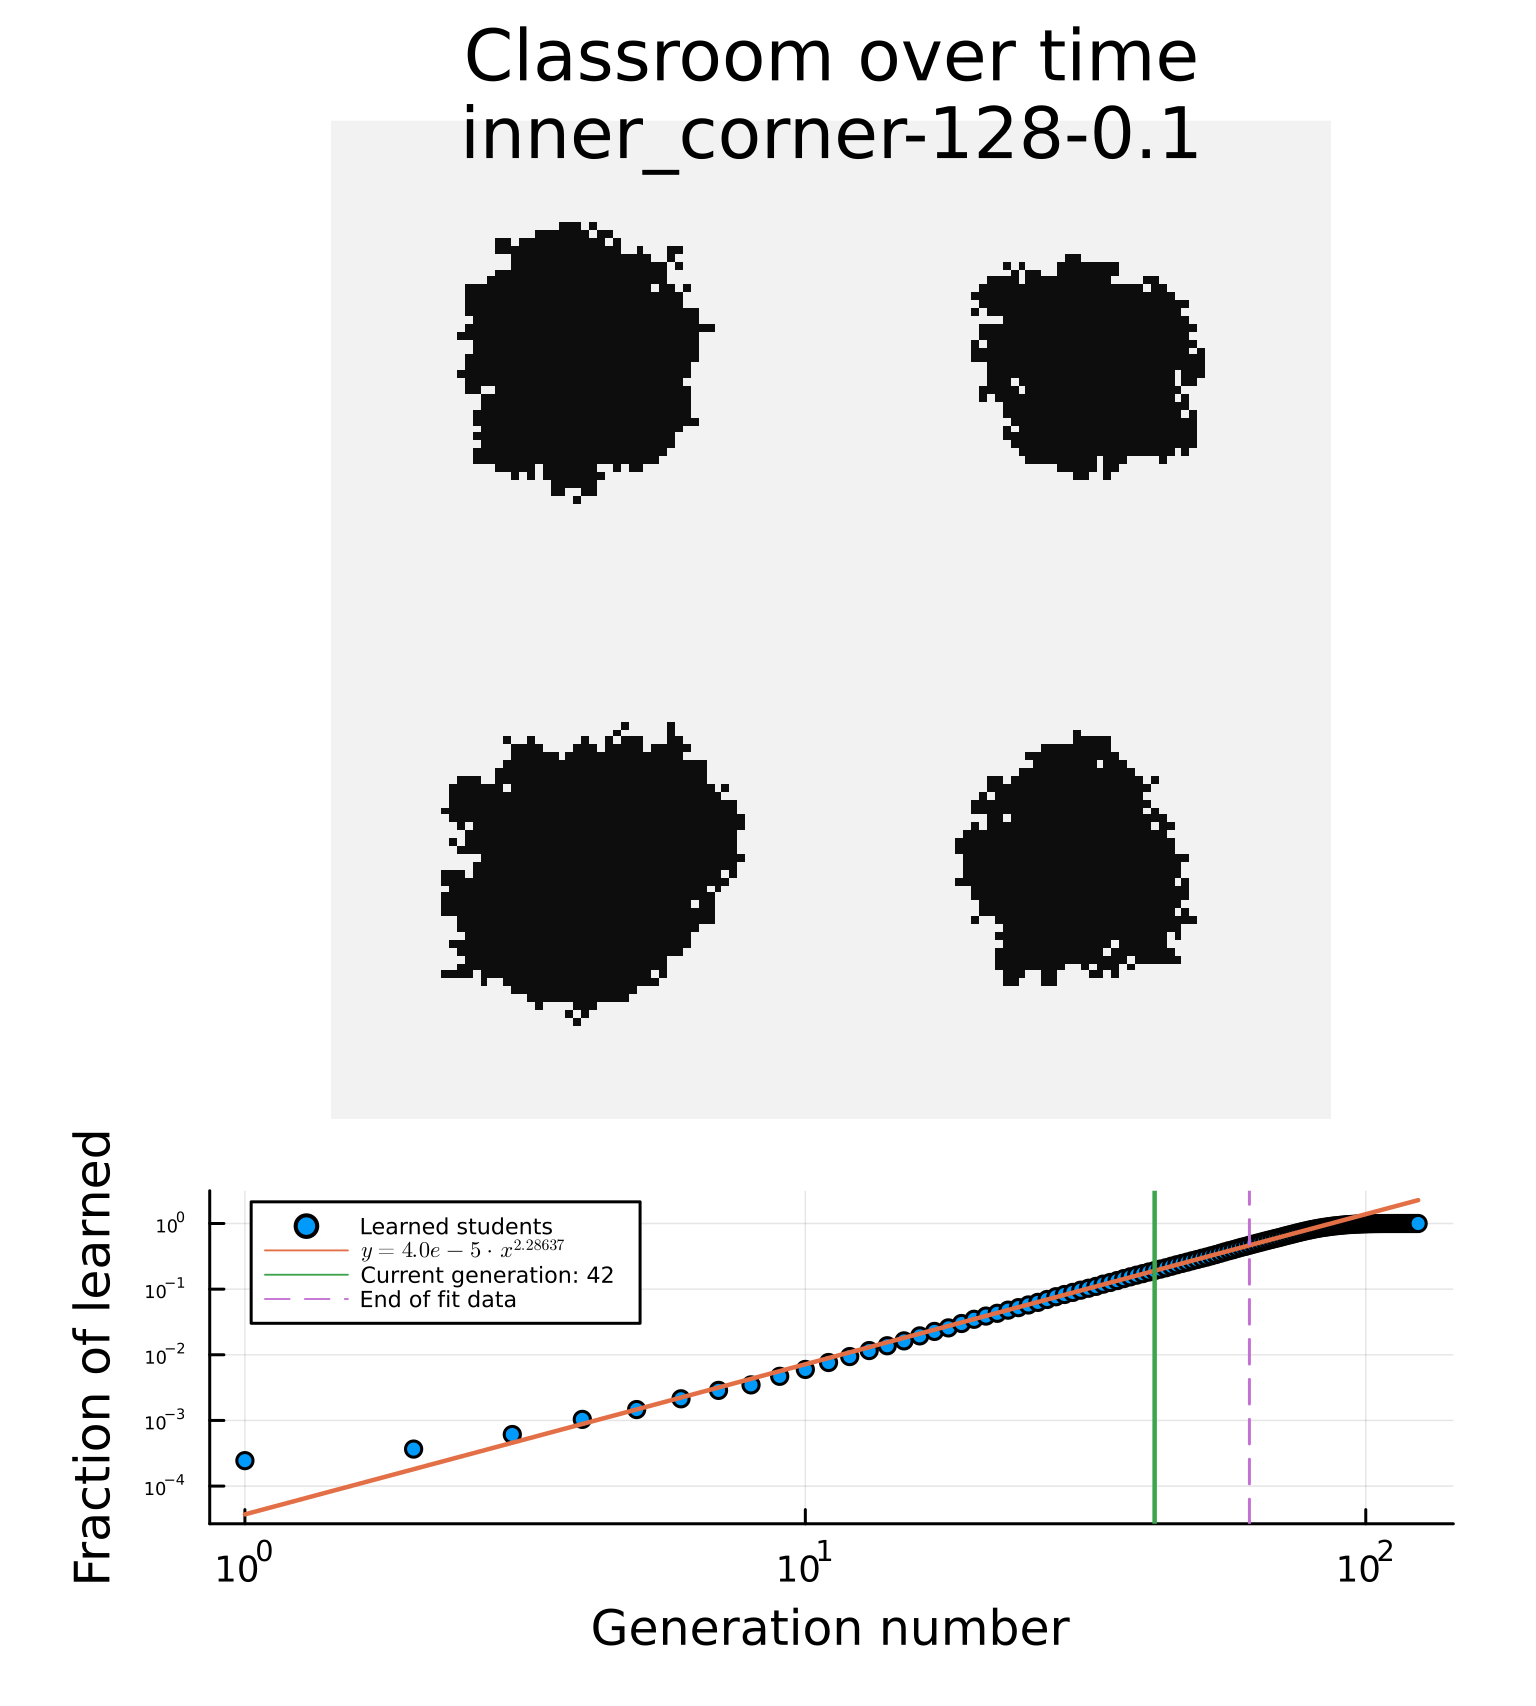 Classroom over time
inner_corner-128-0.1
Fraction of learned
10^0
10^−1
10^−2
10^−3
10^−4
Learned students
y = 4.0e − 5 · x^2.28637
Current generation: 42
End of fit data
10^0
10^1
10^2
Generation number